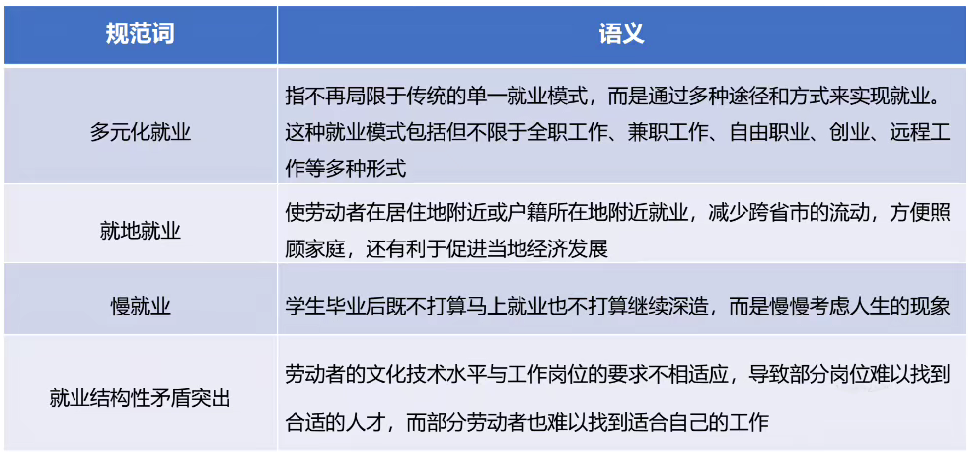 规范词
语义
多元化就业
指不再局限于传统的单一就业模式，而是通过多种途径和方式来实现就业。
这种就业模式包括但不限于全职工作、兼职工作、自由职业、创业、远程工
作等多种形式
就地就业
使劳动者在居住地附近或户籍所在地附近就业，减少跨省市的流动，方便照
顾家庭，还有利于促进当地经济发展
慢就业
学生毕业后既不打算马上就业也不打算继续深造，而是慢慢考虑人生的现象
就业结构性矛盾突出
劳动者的文化技术水平与工作岗位的要求不相适应，导致部分岗位难以找到
合适的人才，而部分劳动者也难以找到适合自己的工作